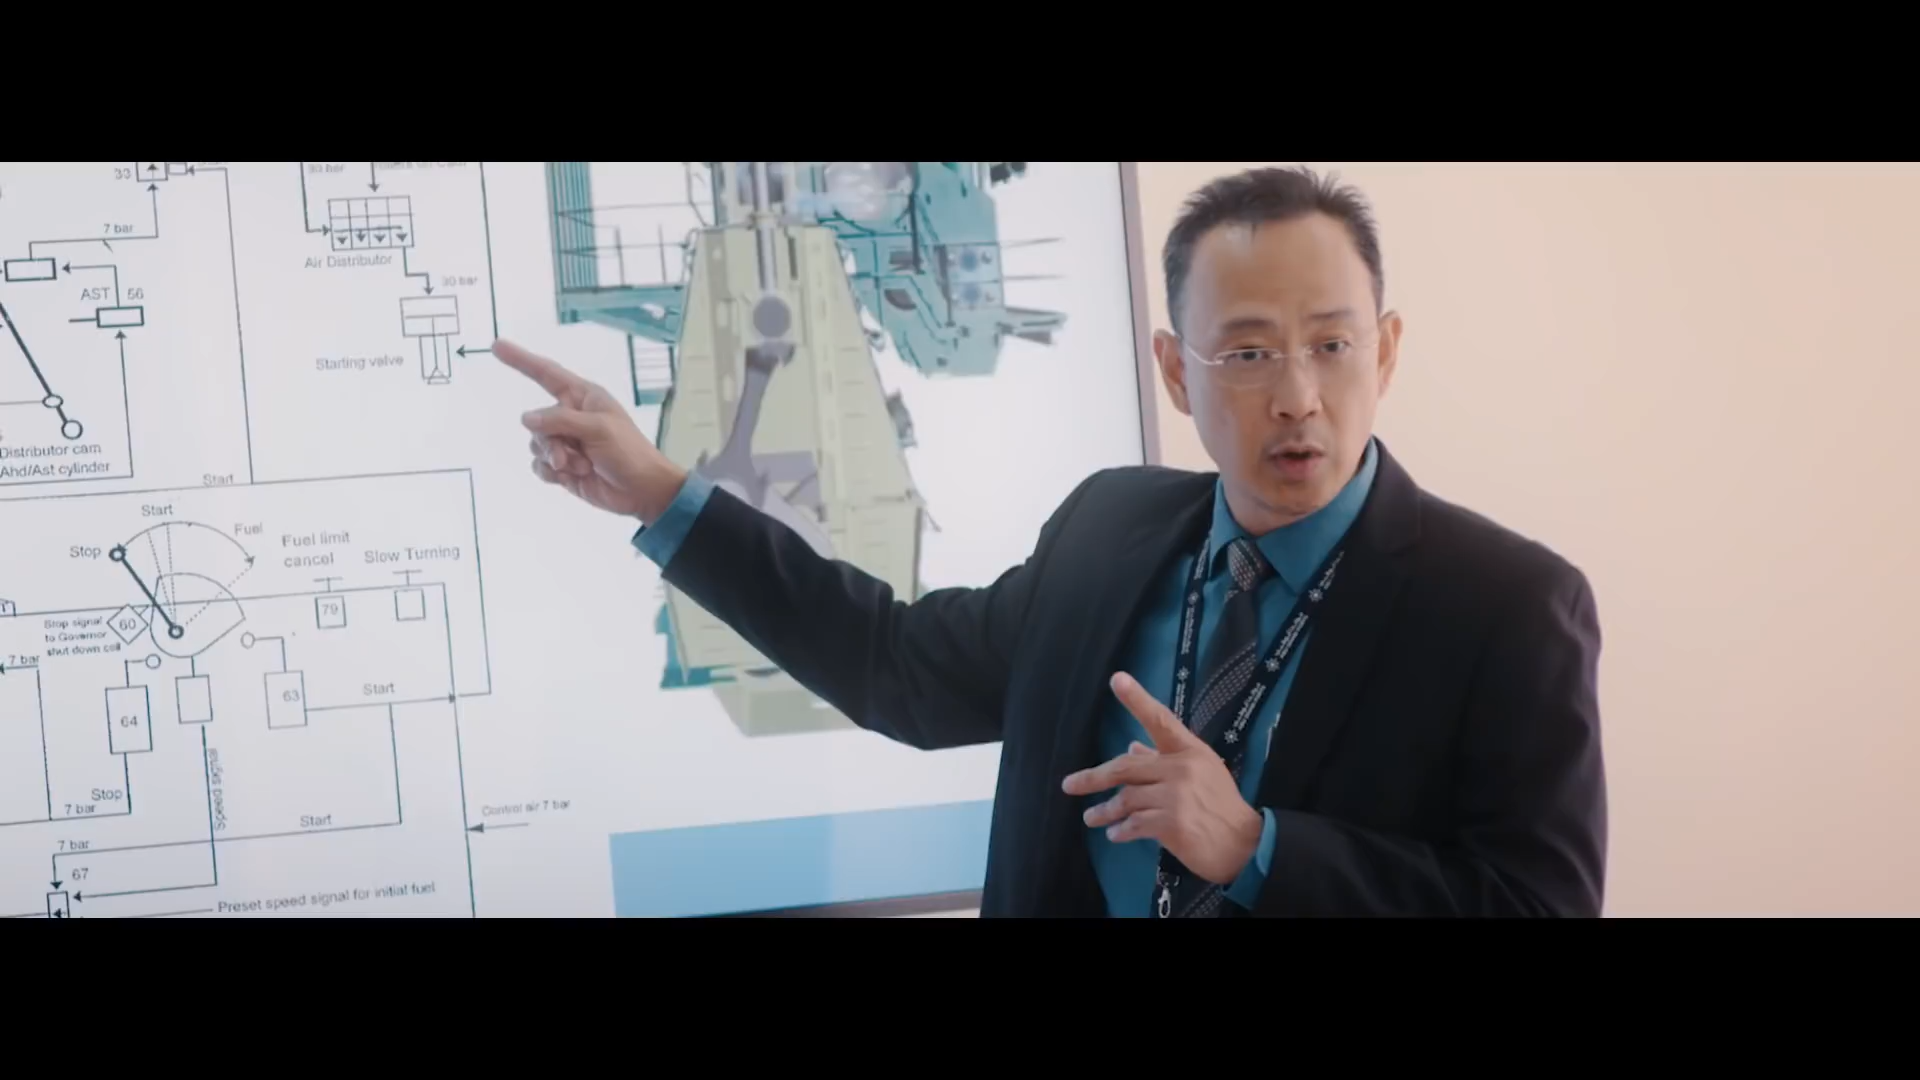 33
30 bar
7 bar
Air Distributor
30 bar
AST 56
Starting valve
Distributor cam
Ahd/Ast cylinder
Start
Start
Fuel
Stop
Fuel limit
cancel
Slow Turning
79
60
Stop signal
to Governor
shut down coil
7 bar
63
Start
64
Stop
7 bar
Speed signal
Start
Control air 7 bar
7 bar
67
Preset speed signal for initial fuel